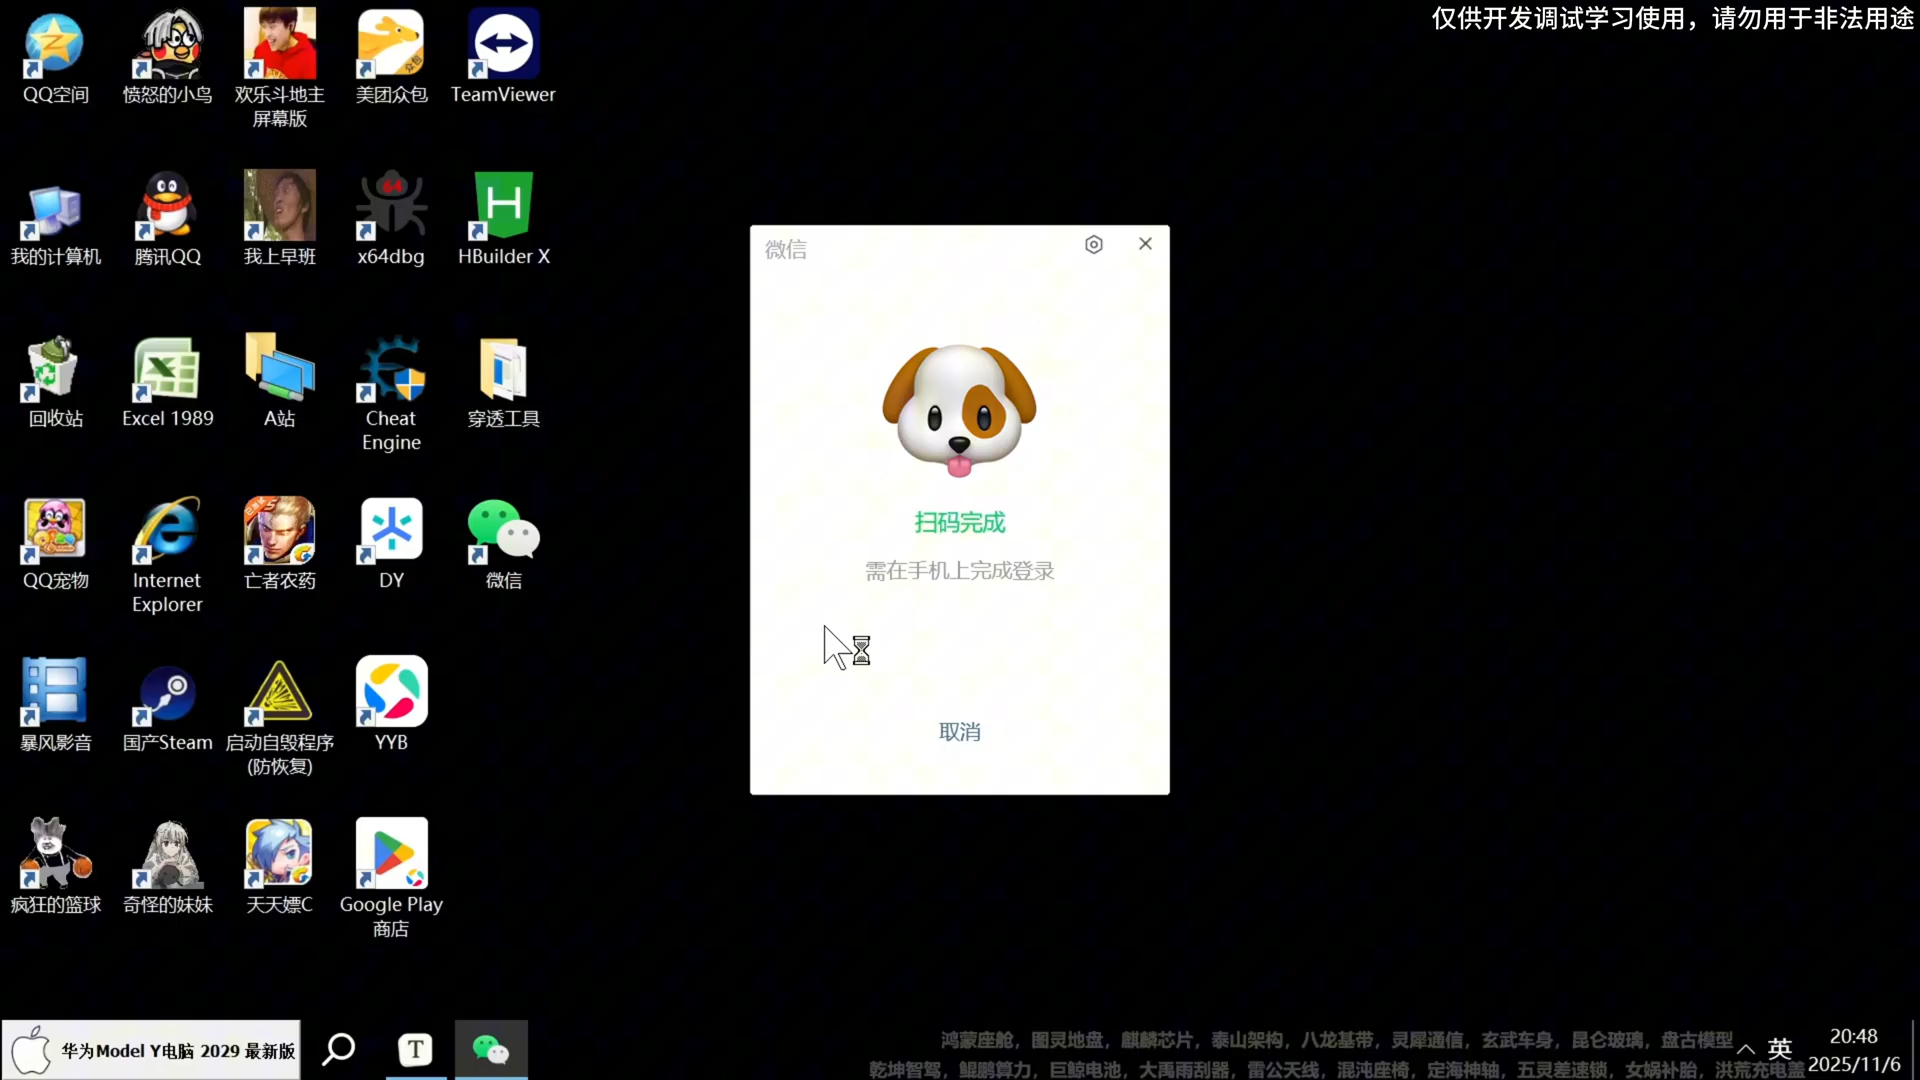 仅供开发调试学习使用，请勿用于非法用途
QQ空间
愤怒的小鸟
欢乐斗地主
屏幕版
美团众包
TeamViewer
我的计算机
腾讯QQ
我上早班
x64dbg
HBuilder X
回收站
Excel 1989
A站
Cheat
Engine
穿透工具
QQ宠物
Internet
Explorer
亡者农药
DY
微信
暴风影音
国产Steam
启动自毁程序
(防恢复)
YYB
疯狂的篮球
奇怪的妹妹
天天嫖C
Google Play
商店
微信
扫码完成
需在手机上完成登录
取消
华为Model Y电脑 2029 最新版
T
鸿蒙座舱，图灵地盘，麒麟芯片，泰山架构，八龙基带，灵犀通信，玄武车身，昆仑玻璃，盘古模型
乾坤智驾，鲲鹏算力，巨鲸电池，大禹雨刮器，雷公天线，混沌座椅，定海神轴，五灵差速锁，女娲补胎，洪荒充电盖
英
20:48
2025/11/6